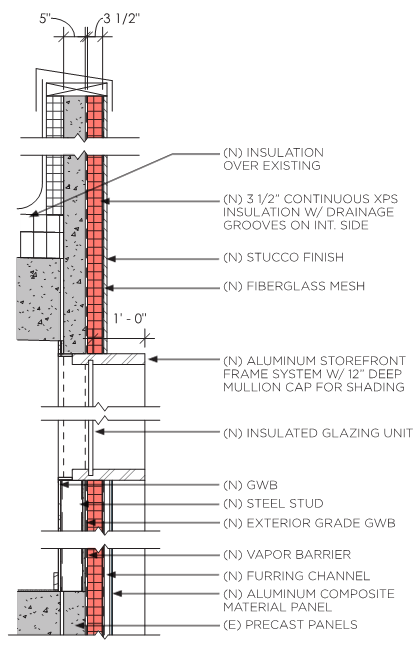 5" 3 1/2"
(N) INSULATION
OVER EXISTING
(N) 3 1/2" CONTINUOUS XPS
INSULATION W/ DRAINAGE
GROOVES ON INT. SIDE
(N) STUCCO FINISH
(N) FIBERGLASS MESH
1' - 0"
(N) ALUMINUM STOREFRONT
FRAME SYSTEM W/ 12" DEEP
MULLION CAP FOR SHADING
(N) INSULATED GLAZING UNIT
(N) GWB
(N) STEEL STUD
(N) EXTERIOR GRADE GWB
(N) VAPOR BARRIER
(N) FURRING CHANNEL
(N) ALUMINUM COMPOSITE
MATERIAL PANEL
(E) PRECAST PANELS